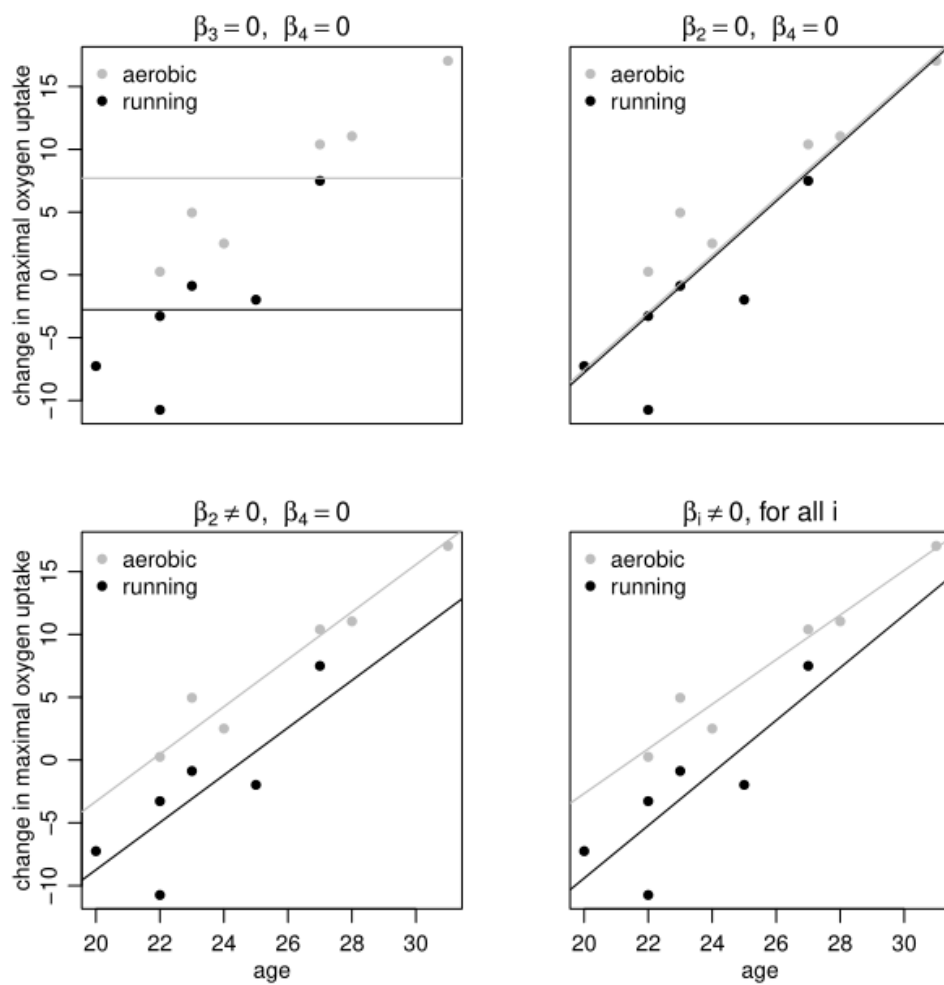 β₃ = 0, β₄ = 0
β₂ = 0, β₄ = 0
aerobic
running
aerobic
running
change in maximal oxygen uptake
15
10
5
0
−5
−10
β₂ ≠ 0, β₄ = 0
βᵢ ≠ 0, for all i
aerobic
running
aerobic
running
change in maximal oxygen uptake
15
10
5
0
−5
−10
20 22 24 26 28 30
20 22 24 26 28 30
age
age